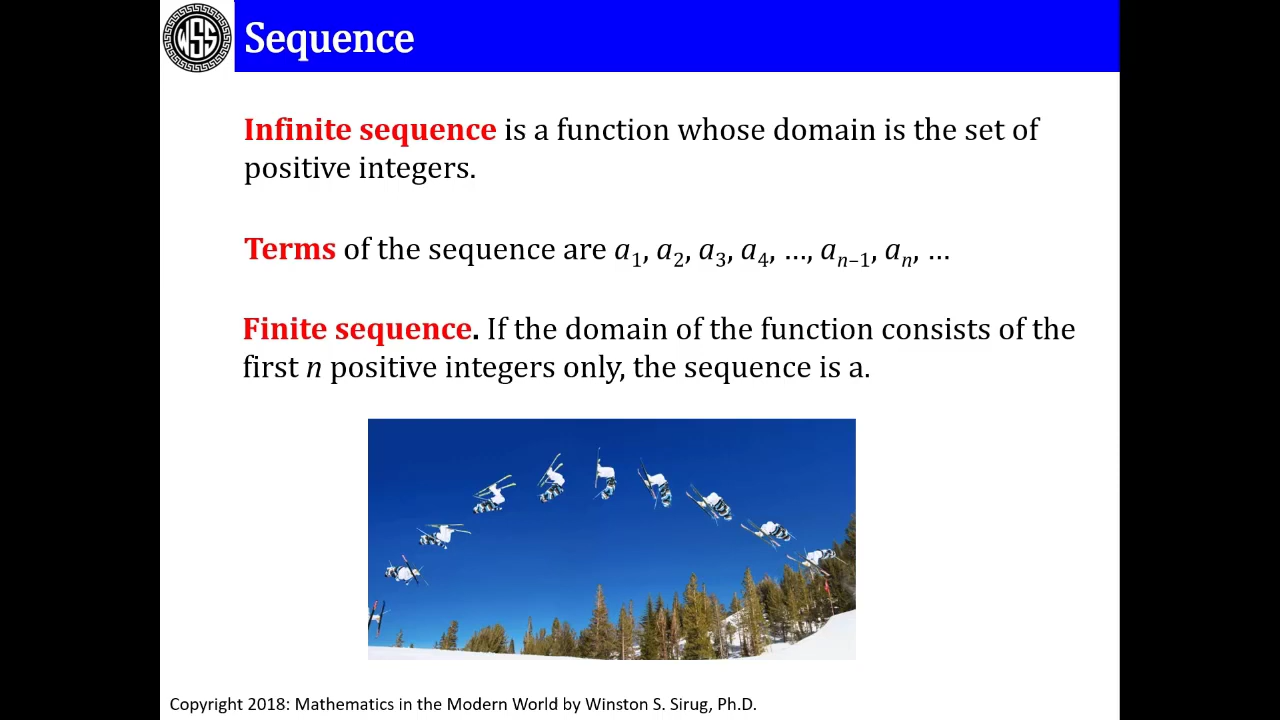 WSS
Sequence
Infinite sequence is a function whose domain is the set of
positive integers.
Terms of the sequence are a₁, a₂, a₃, a₄, …, aₙ₋₁, aₙ, …
Finite sequence. If the domain of the function consists of the
first n positive integers only, the sequence is a.
Copyright 2018: Mathematics in the Modern World by Winston S. Sirug, Ph.D.